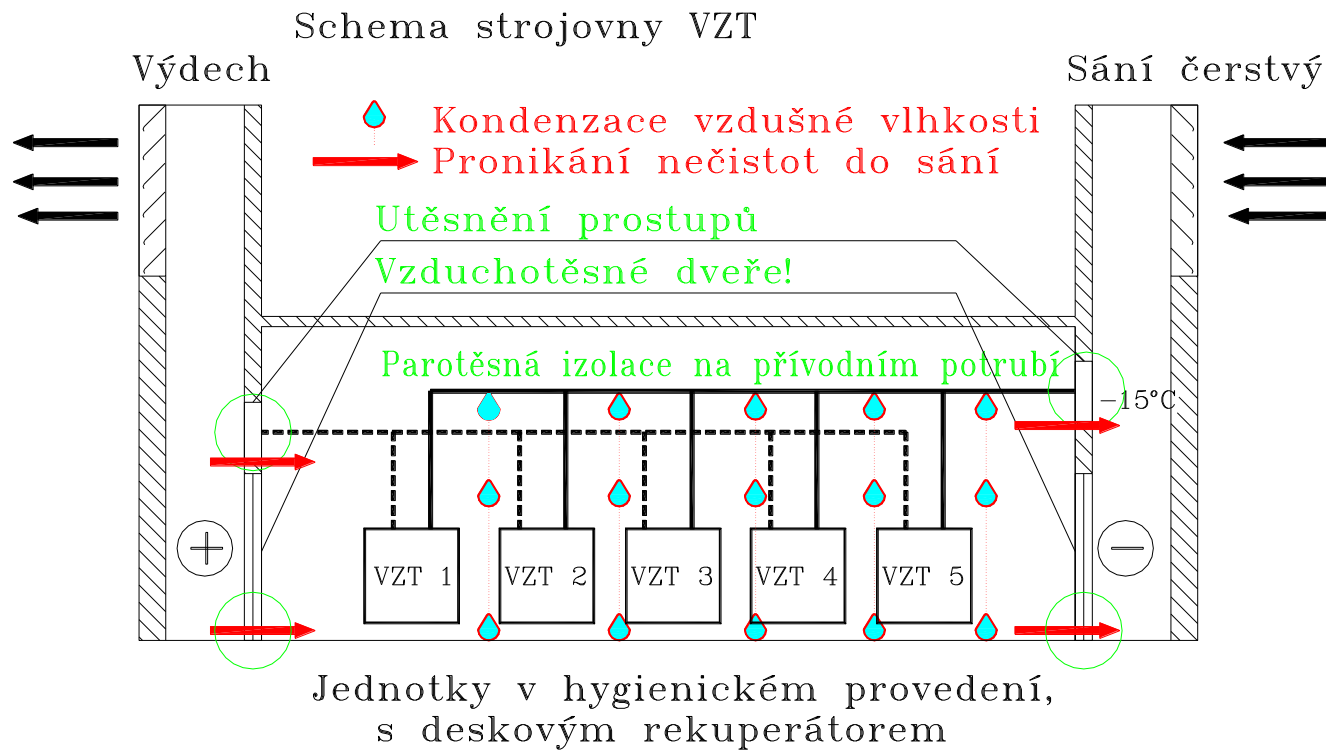 Schema strojovny VZT
Výdech
Sání čerstvý
Kondenzace vzdušné vlhkosti
Pronikání nečistot do sání
Utěsnění prostupů
Vzduchotěsné dveře!
Parotěsná izolace na přívodním potrubí
−15°C
+
−
VZT 1
VZT 2
VZT 3
VZT 4
VZT 5
Jednotky v hygienickém provedení,
s deskovým rekuperátorem